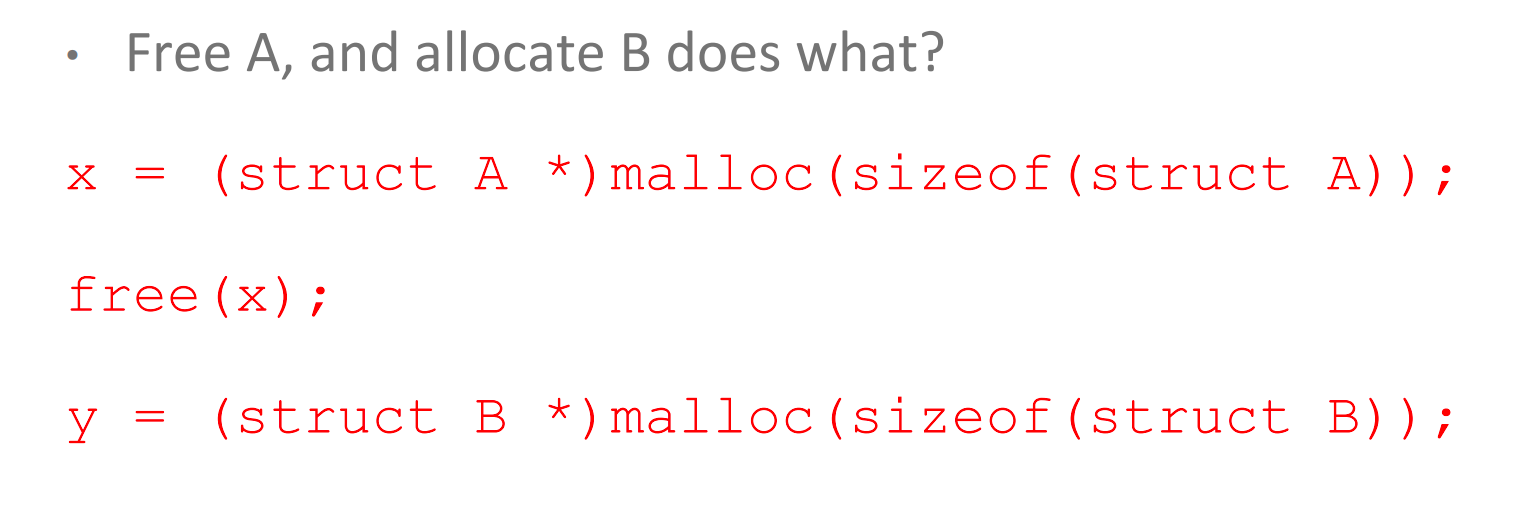 • Free A, and allocate B does what?
x = (struct A *)malloc(sizeof(struct A));
free(x);
y = (struct B *)malloc(sizeof(struct B));